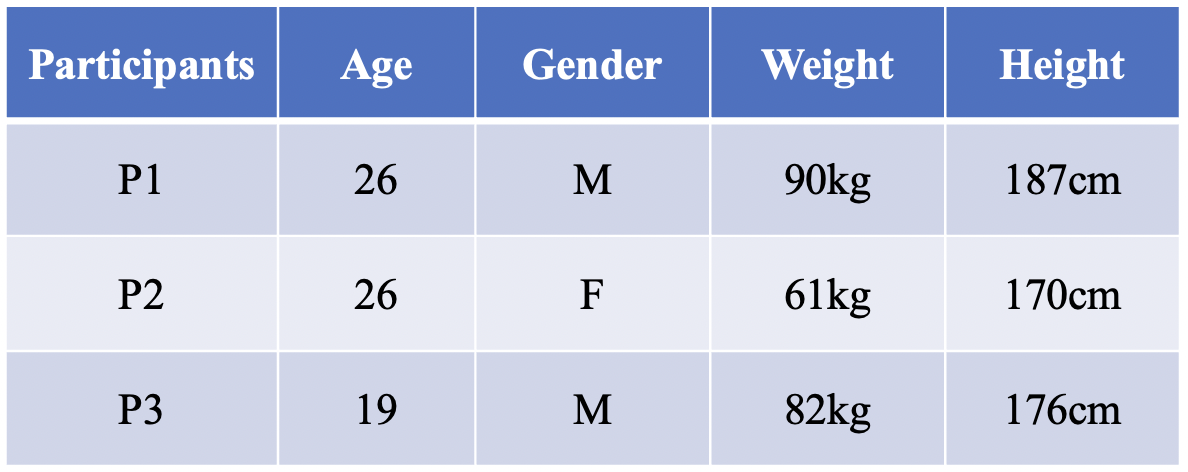 Participants Age Gender Weight Height
P1 26 M 90kg 187cm
P2 26 F 61kg 170cm
P3 19 M 82kg 176cm